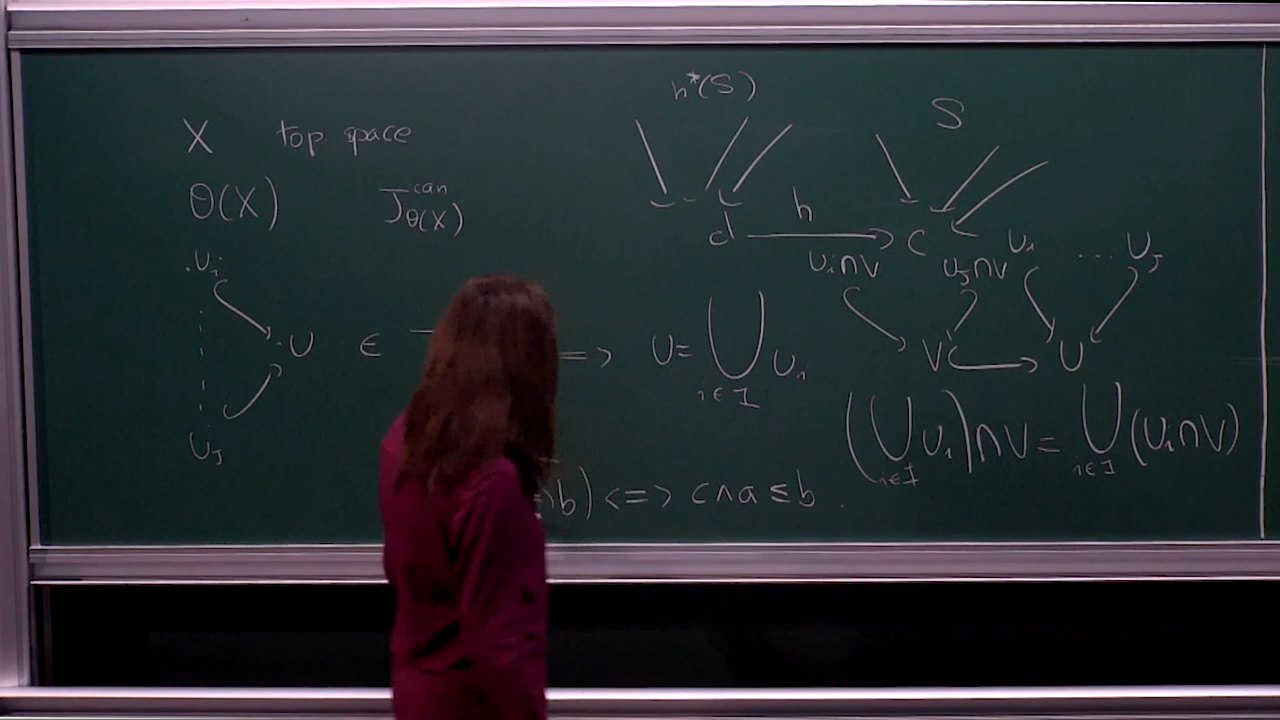 X top. space
θ(X) J^can_θ(X)
U_i
U ∈
U_j
=> U = ⋃_{i∈I} U_i
=>b) <=> c∧a ≤ b.
h*(S) S
d h c
U_i∩V U_j∩V U_i .... U_j
V U
(⋃_{i∈I} U_i)∩V = ⋃_{i∈I} (U_i∩V)